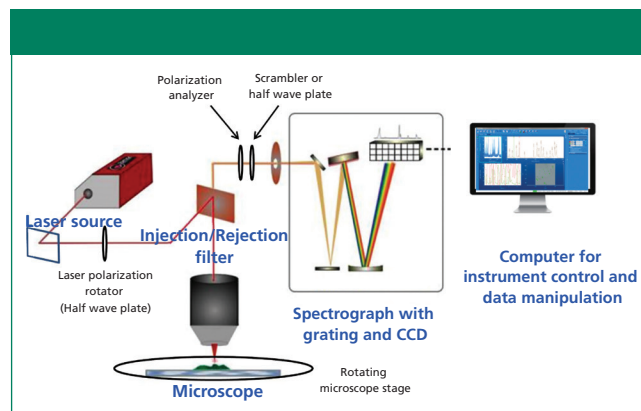 Polarization
analyzer
Scrambler or
half wave plate
Laser source
Injection/Rejection
filter
Laser polarization
rotator
(Half wave plate)
Spectrograph with
grating and CCD
Computer for
instrument control and
data manipulation
Microscope
Rotating
microscope stage